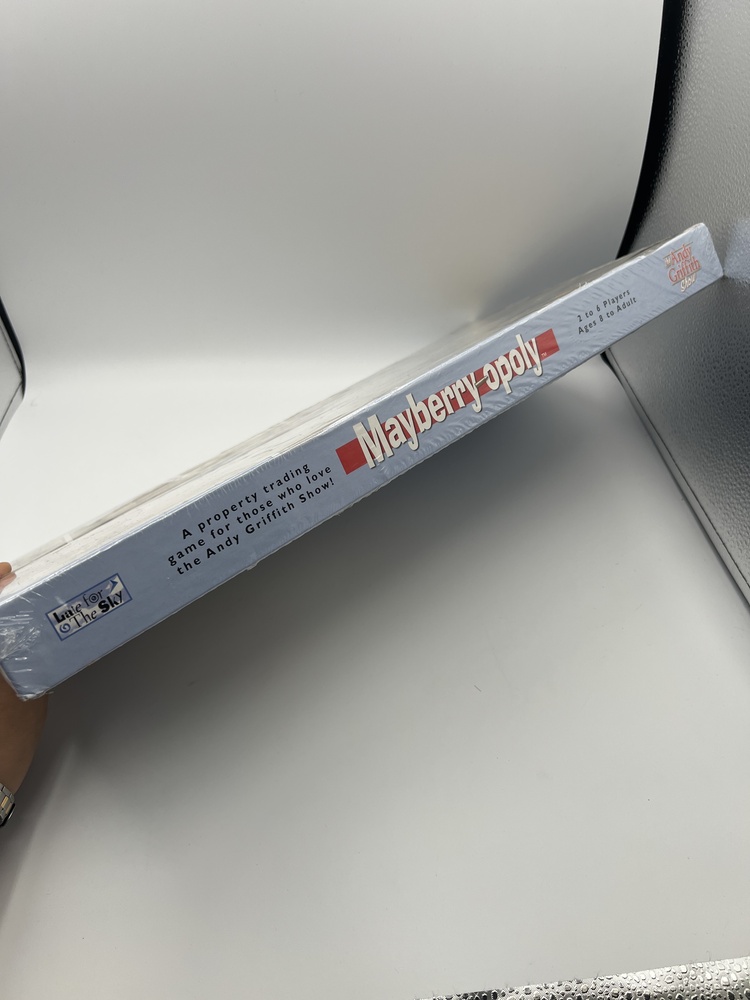 Late for
The Sky
A property trading
game for those who love
the Andy Griffith Show!
Mayberry-opoly™
2 to 6 Players
Ages 8 to Adult
The Andy
Griffith
Show